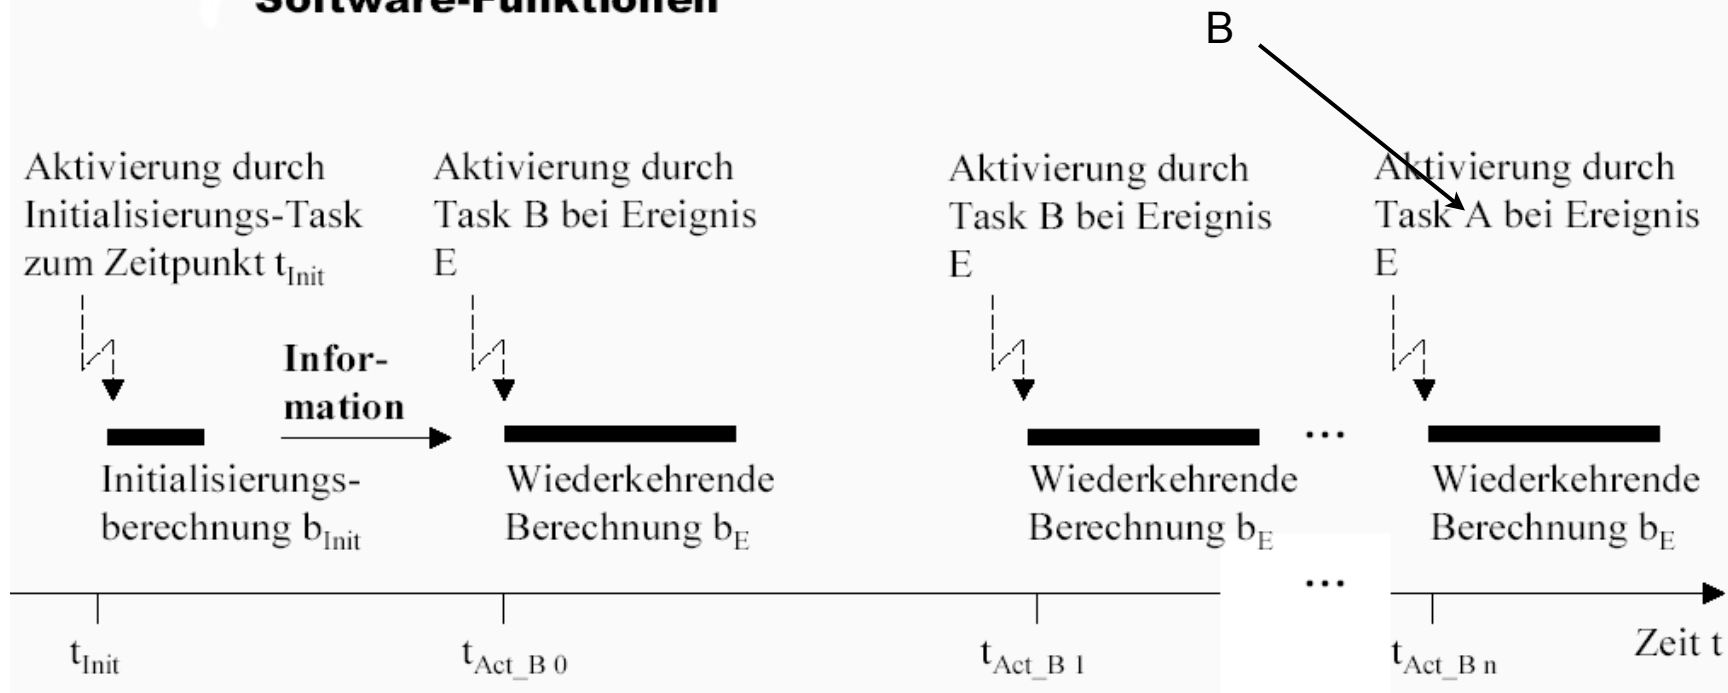 Software-Funktionen
B
Aktivierung durch
Initialisierungs-Task
zum Zeitpunkt tInit
Aktivierung durch
Task B bei Ereignis
E
Aktivierung durch
Task B bei Ereignis
E
Aktivierung durch
Task A bei Ereignis
E
Infor-
mation
...
Initialisierungs-
berechnung bInit
Wiederkehrende
Berechnung bE
Wiederkehrende
Berechnung bE
Wiederkehrende
Berechnung bE
...
tInit
tAct_B 0
tAct_B 1
tAct_B n
Zeit t